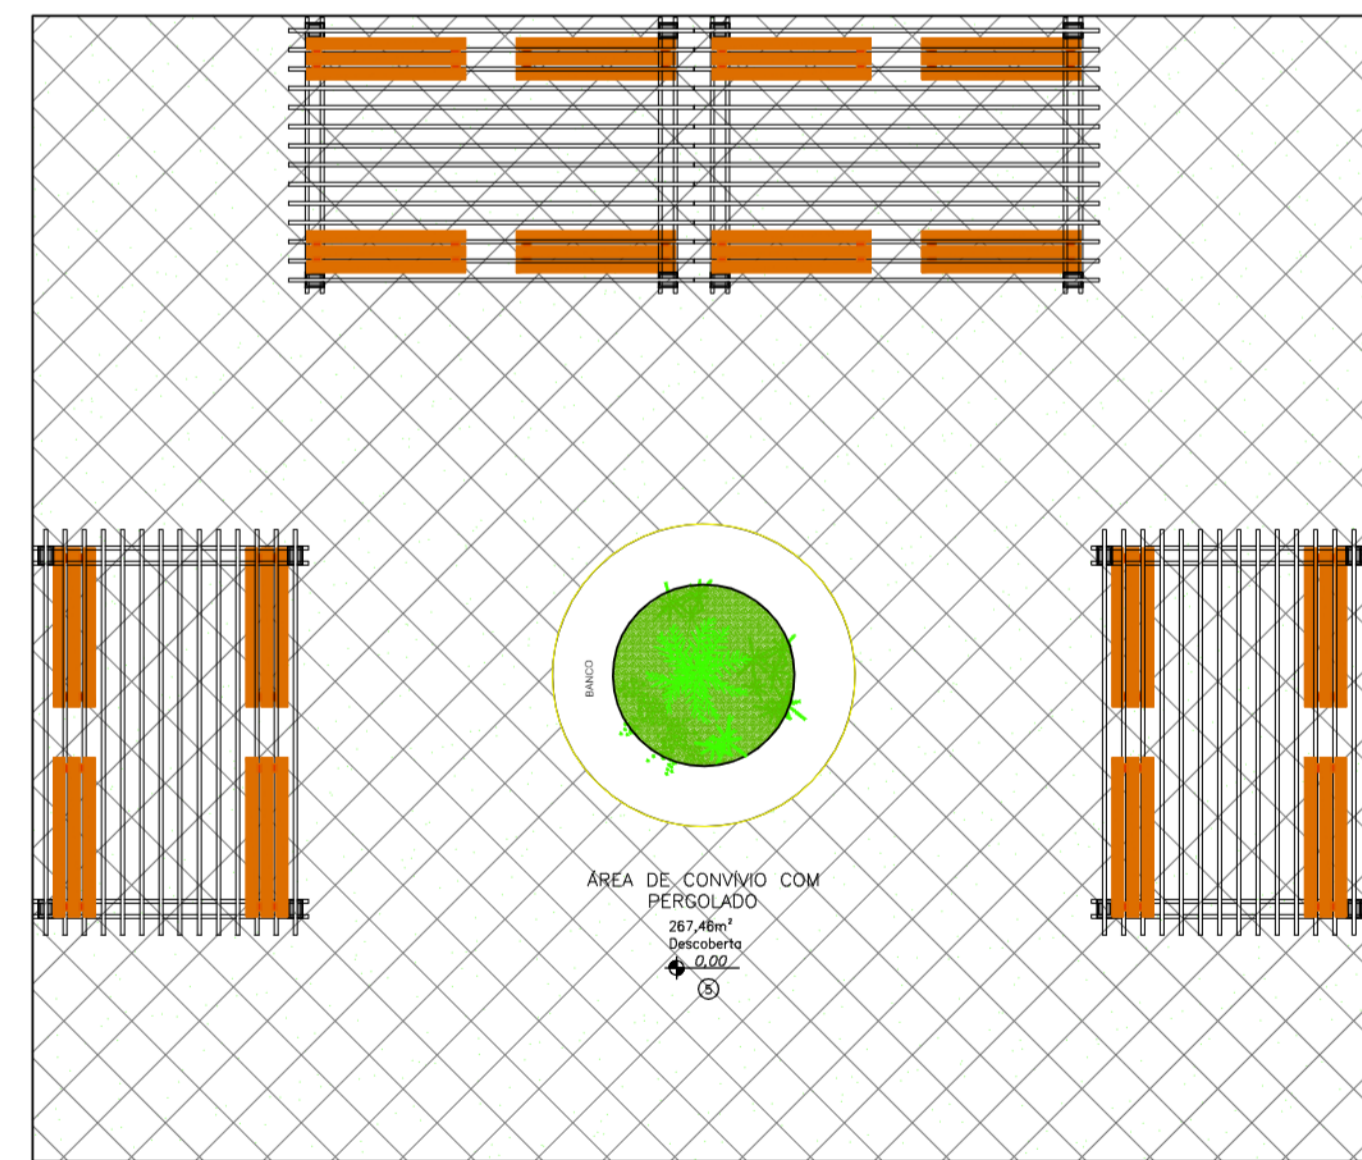 BANCO
ÁREA DE CONVÍVIO COM
PERGOLADO
267,46m²
Descoberta
0,00
5